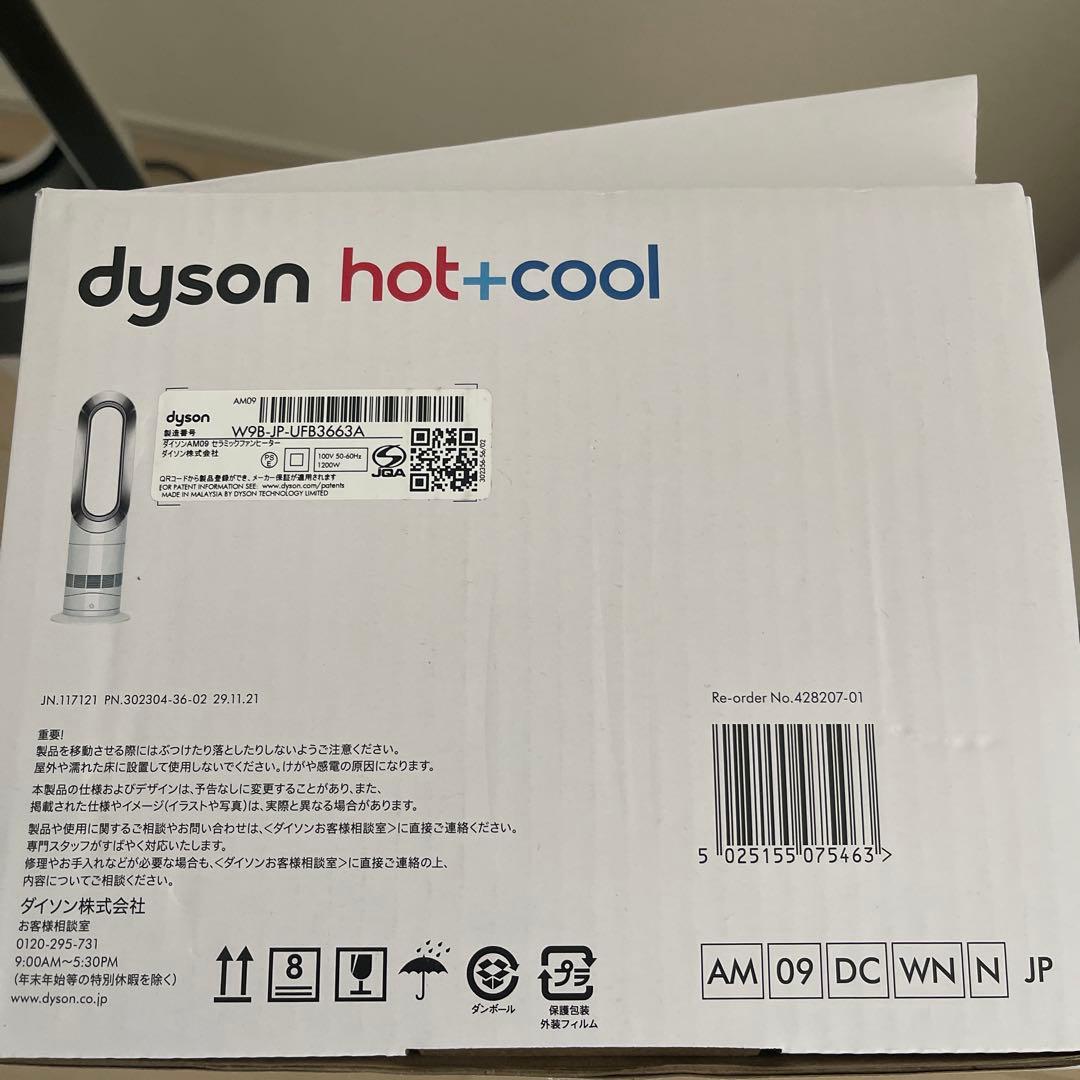 dyson hot+cool
AM09
dyson
製造番号 W9B-JP-UFB3663A
ダイソンAM09 セラミックファンヒーター
ダイソン株式会社
PS
E
100V 50-60Hz
1200W
JQA
302356-56/02
QRコードから製品登録ができ、メーカー保証が適用されます
FOR PATENT INFORMATION SEE: www.dyson.com/patents
MADE IN MALAYSIA BY DYSON TECHNOLOGY LIMITED
JN.117121 PN.302304-36-02 29.11.21
Re-order No.428207-01
重要!
製品を移動させる際にはぶつけたり落としたりしないようご注意ください。
屋外や濡れた床に設置して使用しないでください。けがや感電の原因になります。
本製品の仕様およびデザインは、予告なしに変更することがあり、また、
掲載された仕様やイメージ(イラストや写真)は、実際と異なる場合があります。
製品や使用に関するご相談やお問い合わせは、<ダイソンお客様相談室>に直接ご連絡ください。
専門スタッフがすばやく対応いたします。
修理やお手入れなどが必要な場合も、<ダイソンお客様相談室>に直接ご連絡の上、
内容についてご相談ください。
5 025155 075463 >
ダイソン株式会社
お客様相談室
0120-295-731
9:00AM〜5:30PM
(年末年始等の特別休暇を除く)
www.dyson.co.jp
8
ダンボール
プラ
保護包装
外装フィルム
AM 09 DC WN N JP